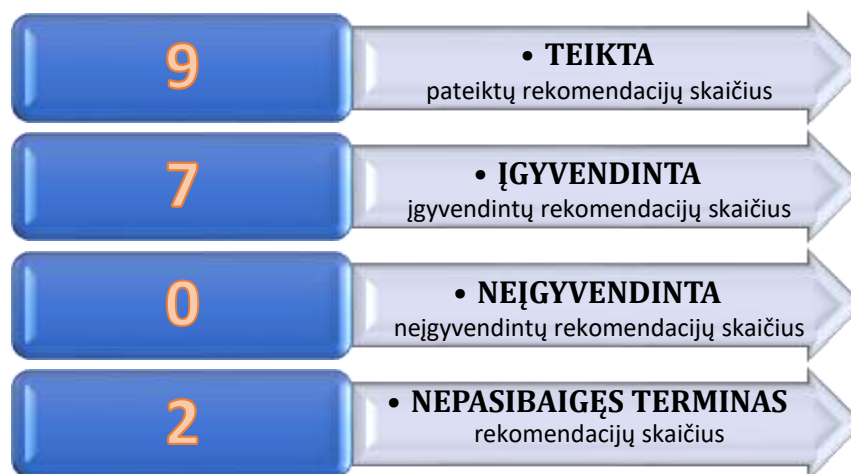 9
• TEIKTA
pateiktų rekomendacijų skaičius
7
• ĮGYVENDINTA
įgyvendintų rekomendacijų skaičius
0
• NEĮGYVENDINTA
neįgyvendintų rekomendacijų skaičius
2
• NEPASIBAIGĘS TERMINAS
rekomendacijų skaičius